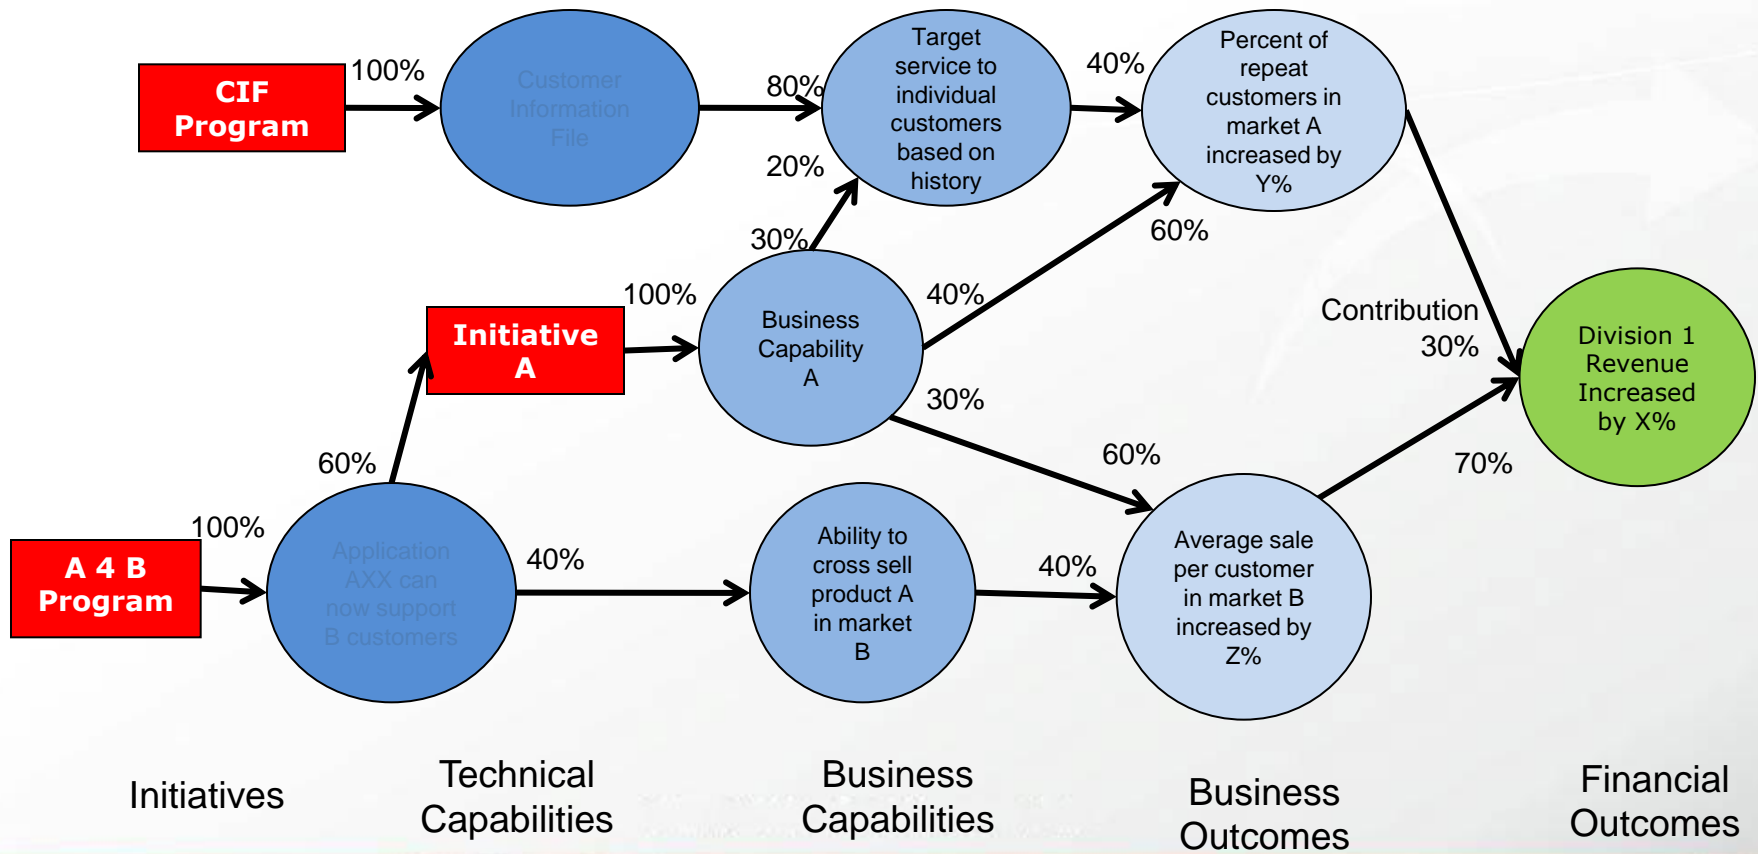 CIF
Program
100%
Customer
Information
File
80%
20%
Target
service to
individual
customers
based on
history
40%
Percent of
repeat
customers in
market A
increased by
Y%
60%
30%
100%
Initiative
A
Business
Capability
A
40%
30%
Contribution
30%
Division 1
Revenue
Increased
by X%
60%
100%
A 4 B
Program
Application
AXX can
now support
B customers
40%
Ability to
cross sell
product A
in market
B
40%
60%
Average sale
per customer
in market B
increased by
Z%
70%
Initiatives
Technical
Capabilities
Business
Capabilities
Business
Outcomes
Financial
Outcomes